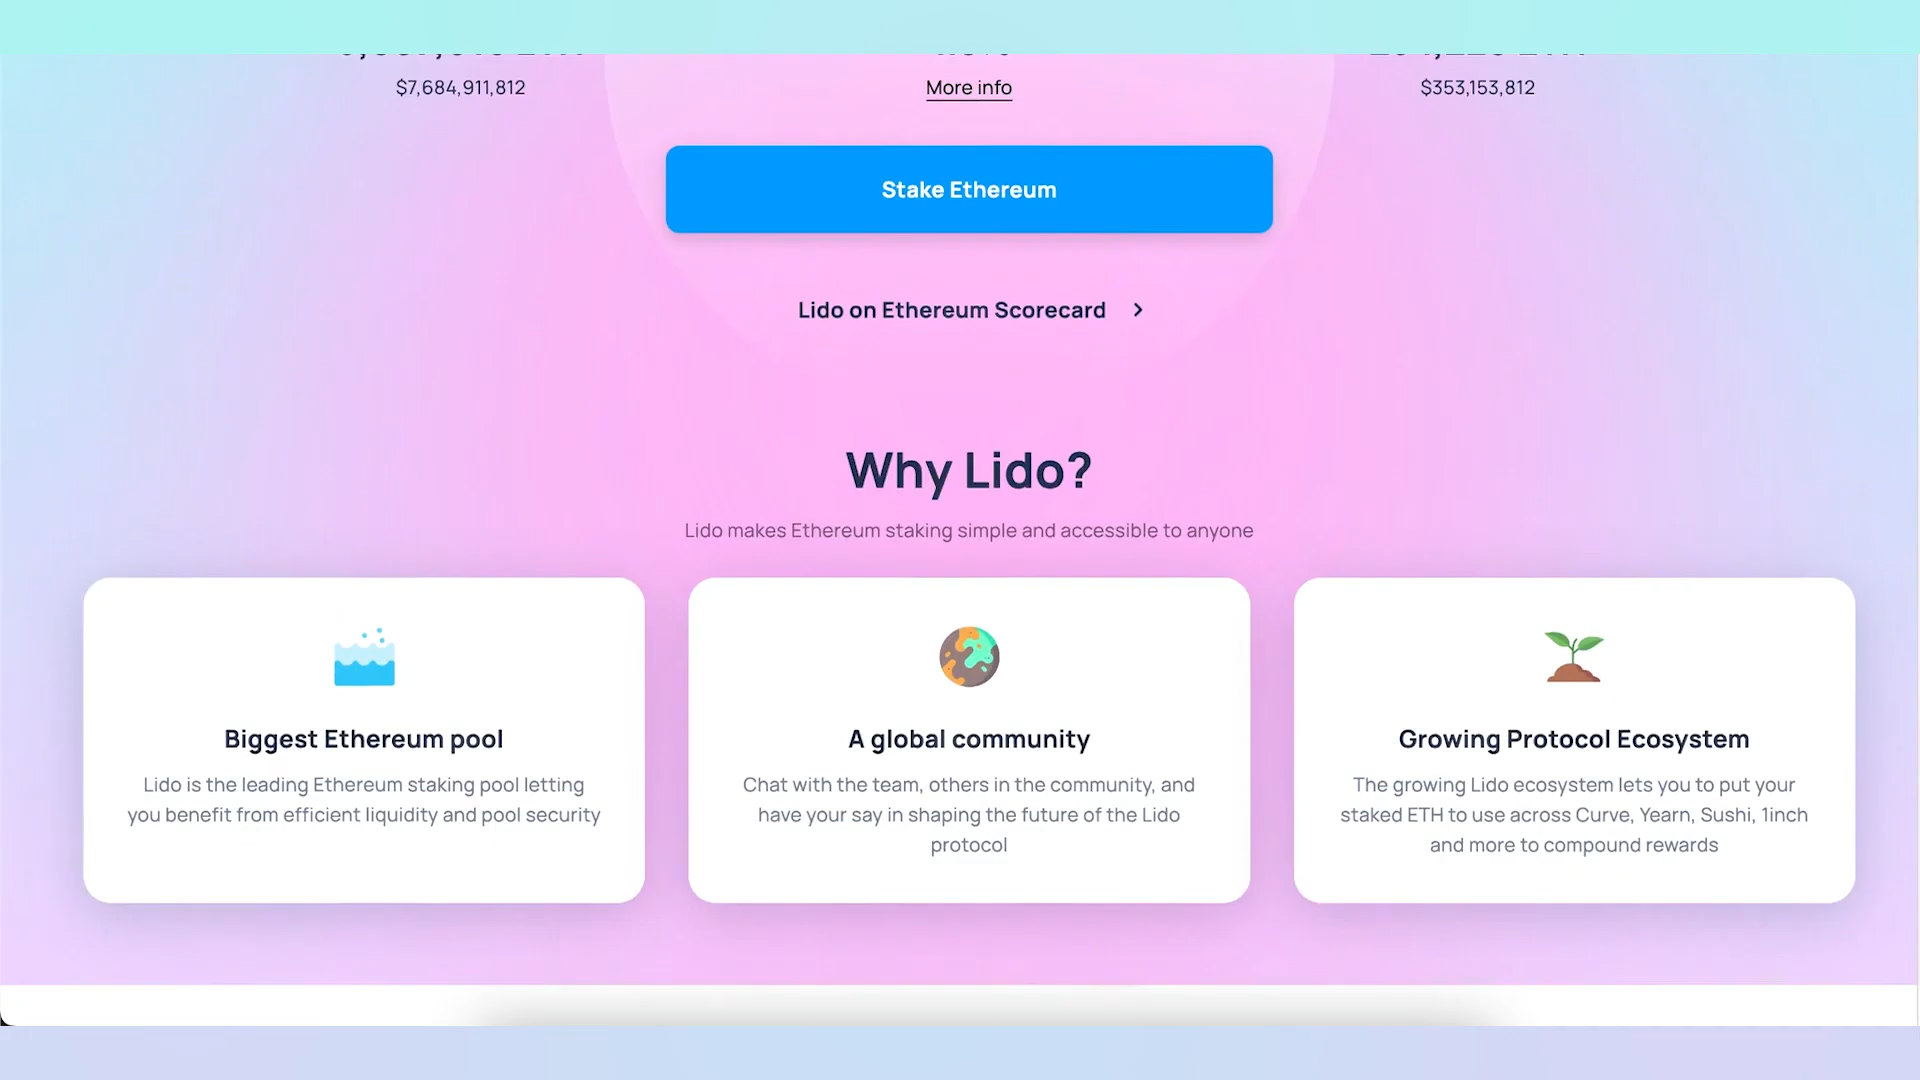 $7,684,911,812
More info
$353,153,812
Stake Ethereum
Lido on Ethereum Scorecard
Why Lido?
Lido makes Ethereum staking simple and accessible to anyone
Biggest Ethereum pool
Lido is the leading Ethereum staking pool letting
you benefit from efficient liquidity and pool security
A global community
Chat with the team, others in the community, and
have your say in shaping the future of the Lido
protocol
Growing Protocol Ecosystem
The growing Lido ecosystem lets you to put your
staked ETH to use across Curve, Yearn, Sushi, 1inch
and more to compound rewards